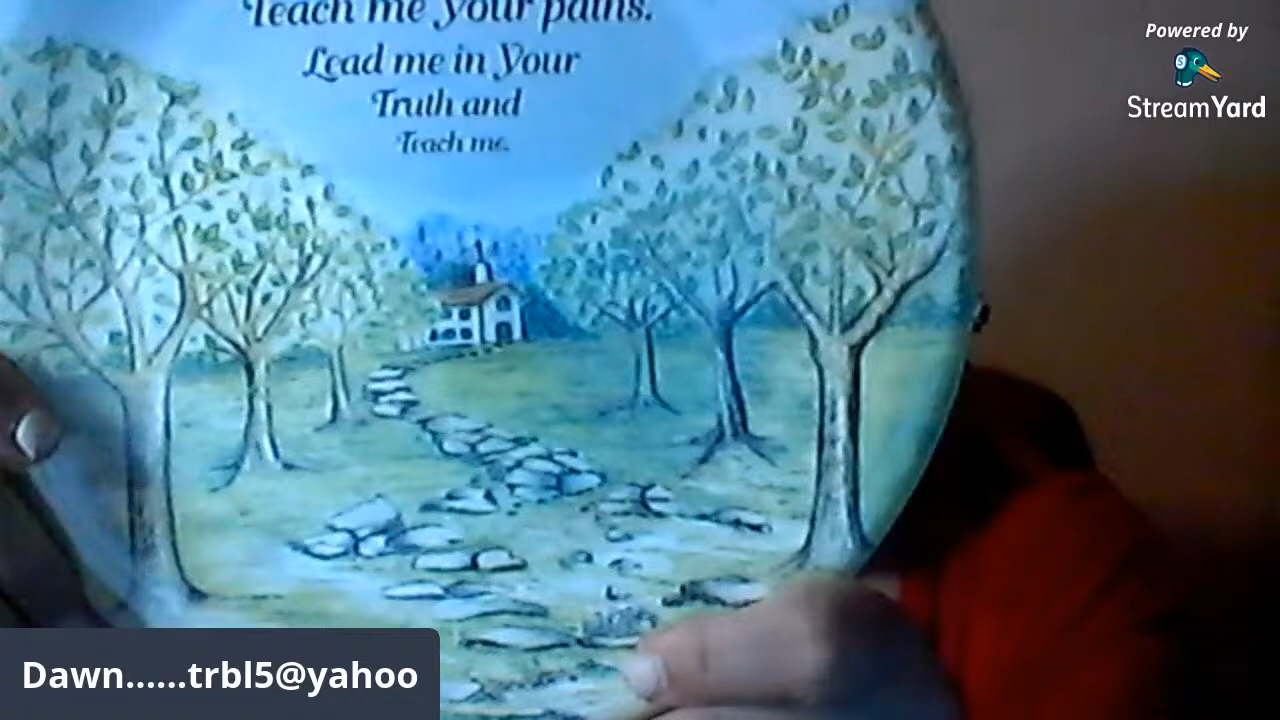 Teach me your paths.
Lead me in Your
Truth and
Teach me.
Powered by
StreamYard
Dawn......trbl5@yahoo